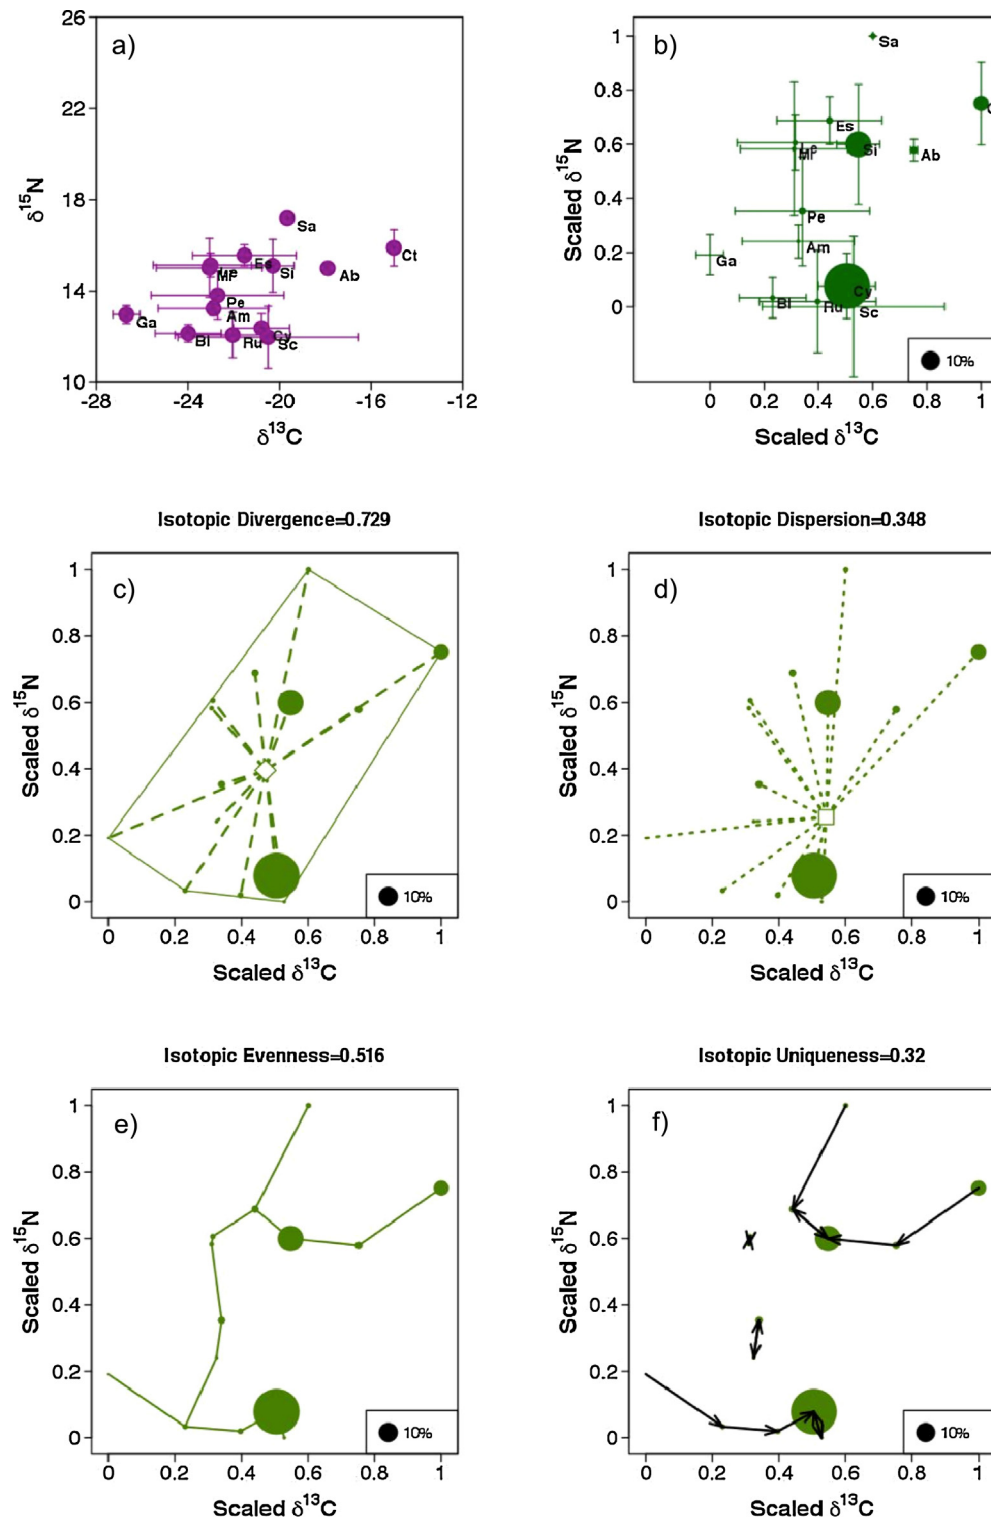 a)
26
22
18
14
10
δ15N
Sa
Ct
Es
Si
Ab
Le
Mr
Pe
Am
Ga
Bl
Ru
Cy
Sc
-28 -24 -20 -16 -12
δ13C
b)
1
0.8
0.6
0.4
0.2
0
Scaled δ15N
Sa
Es
Si
Ab
Pe
Am
Ga
Cy
Bl
Ru
Sc
10%
0 0.2 0.4 0.6 0.8 1
Scaled δ13C
Isotopic Divergence=0.729
c)
1
0.8
0.6
0.4
0.2
0
Scaled δ15N
10%
0 0.2 0.4 0.6 0.8 1
Scaled δ13C
Isotopic Dispersion=0.348
d)
1
0.8
0.6
0.4
0.2
0
Scaled δ15N
10%
0 0.2 0.4 0.6 0.8 1
Scaled δ13C
Isotopic Evenness=0.516
e)
1
0.8
0.6
0.4
0.2
0
Scaled δ15N
10%
0 0.2 0.4 0.6 0.8 1
Scaled δ13C
Isotopic Uniqueness=0.32
f)
1
0.8
0.6
0.4
0.2
0
Scaled δ15N
10%
0 0.2 0.4 0.6 0.8 1
Scaled δ13C